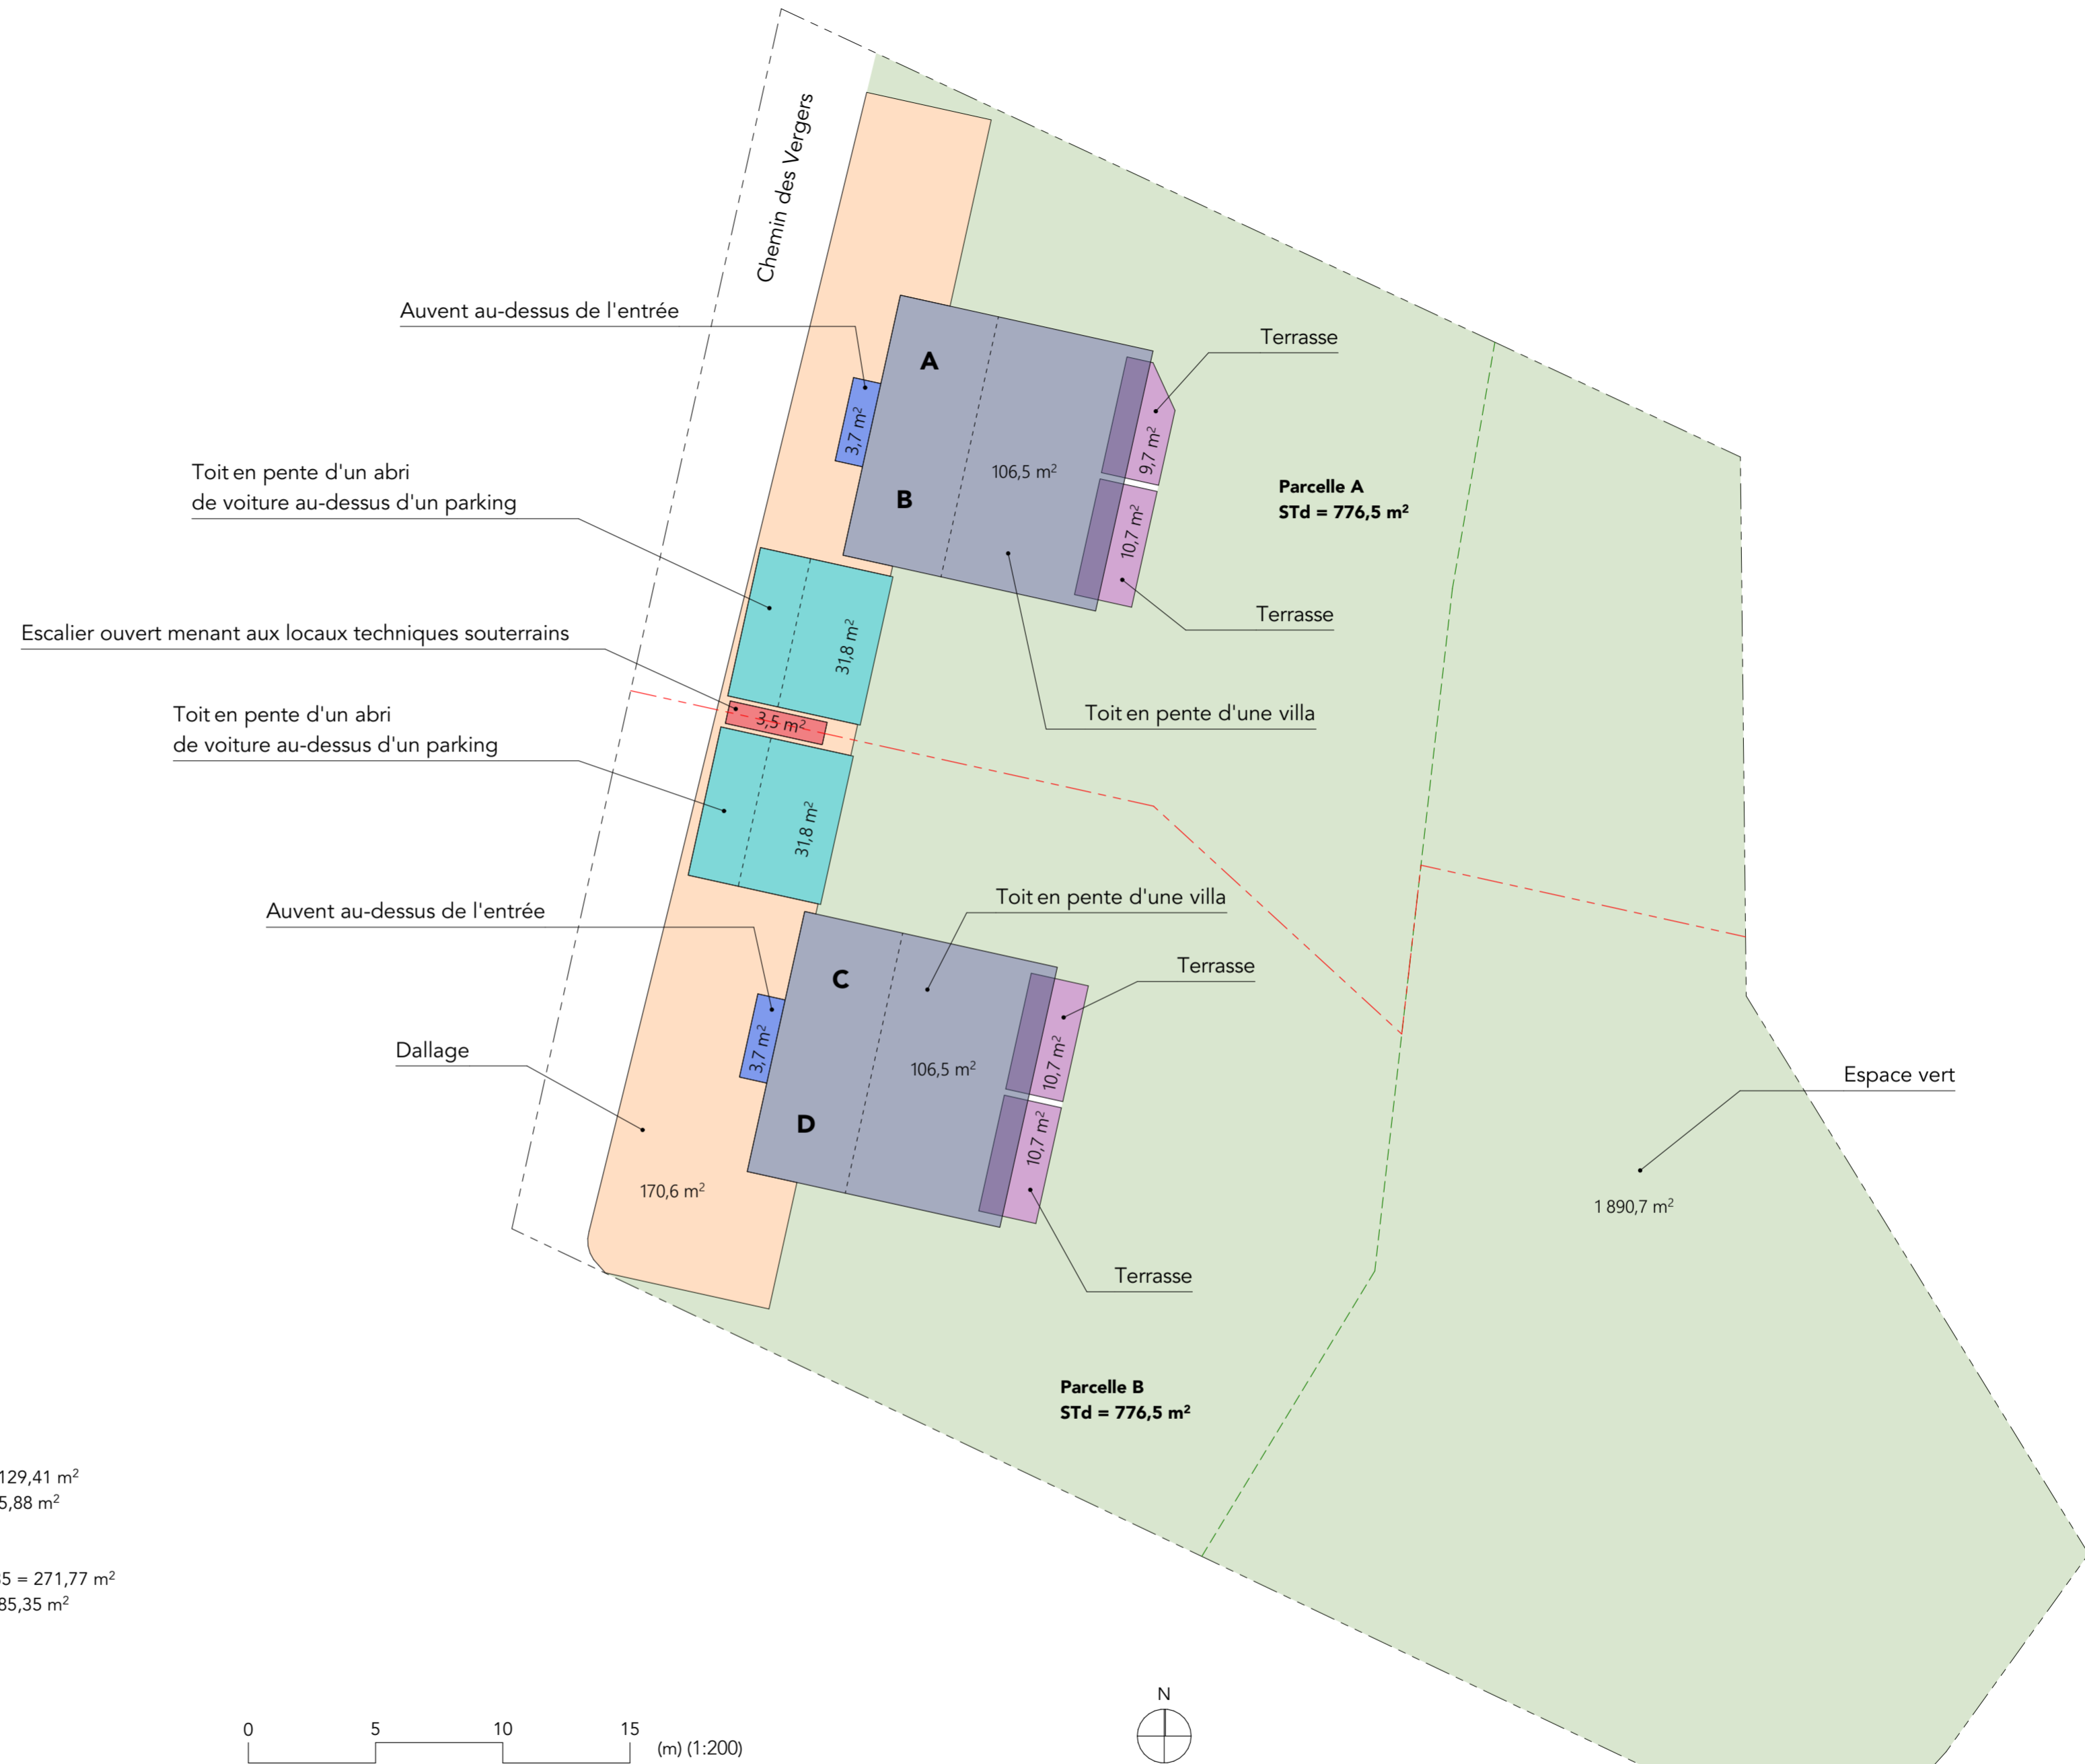 Chemin des Vergers
Auvent au-dessus de l'entrée
Terrasse
A
3,7 m²
9,7 m²
Toit en pente d'un abri
de voiture au-dessus d'un parking
106,5 m²
B
Parcelle A
STd = 776,5 m²
10,7 m²
Terrasse
Escalier ouvert menant aux locaux techniques souterrains
31,8 m²
Toit en pente d'un abri
de voiture au-dessus d'un parking
3,5 m²
Toit en pente d'une villa
31,8 m²
Toit en pente d'une villa
Auvent au-dessus de l'entrée
Terrasse
C
Dallage
3,7 m²
106,5 m²
10,7 m²
Espace vert
D
10,7 m²
170,6 m²
1 890,7 m²
Terrasse
Parcelle B
STd = 776,5 m²
129,41 m²
5,88 m²
5 = 271,77 m²
85,35 m²
N
0 5 10 15 (m) (1:200)